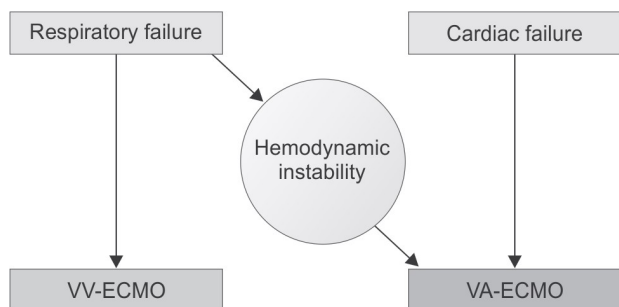 Respiratory failure
Cardiac failure
Hemodynamic
instability
VV-ECMO
VA-ECMO